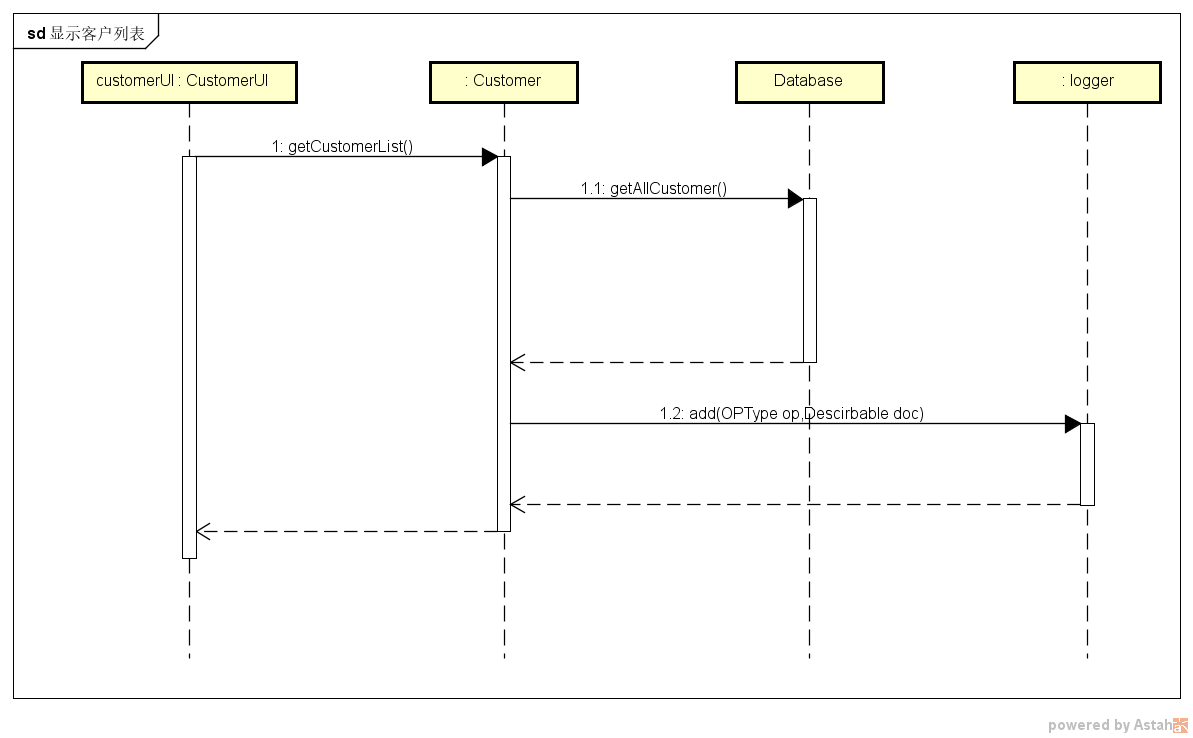 sd 显示客户列表
customerUI : CustomerUI
: Customer
Database
: logger
1: getCustomerList()
1.1: getAllCustomer()
1.2: add(OPType op,Descirbable doc)
powered by Astah